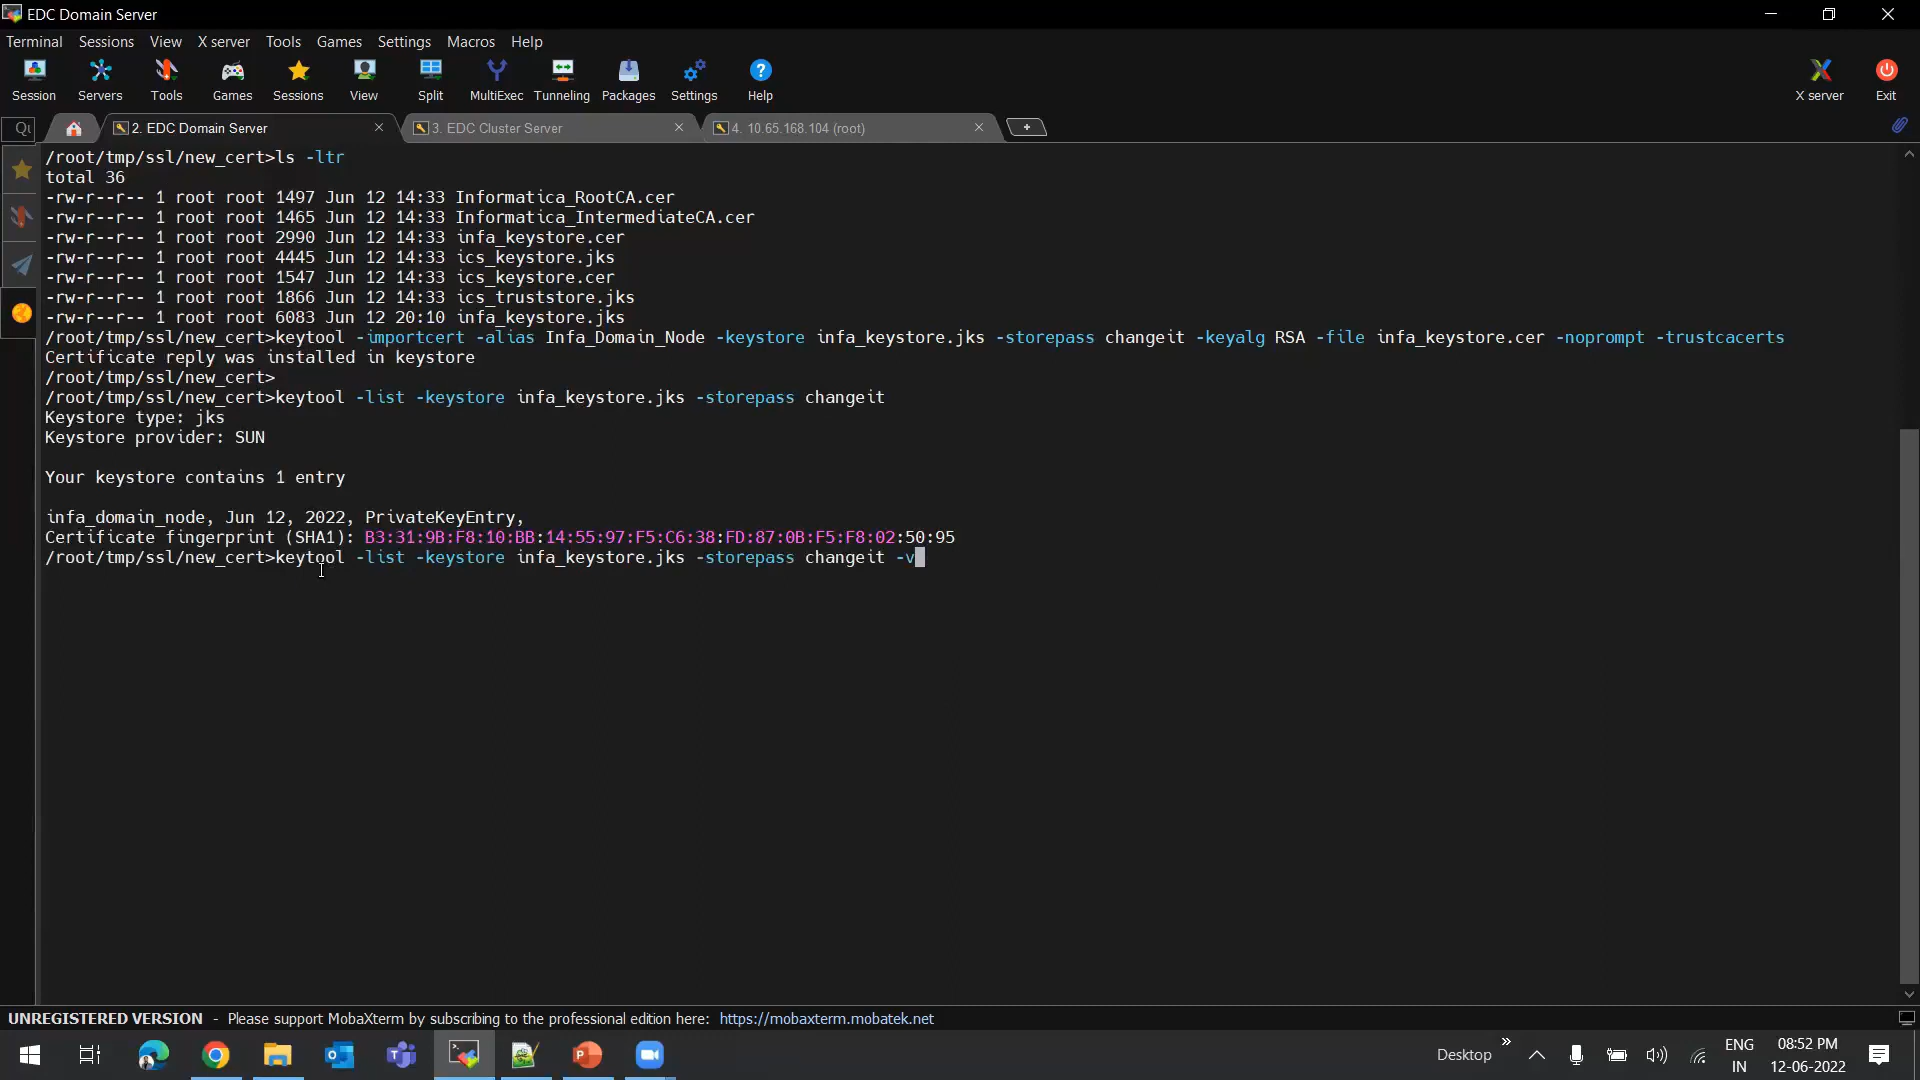 EDC Domain Server
Terminal Sessions View X server Tools Games Settings Macros Help
Session Servers Tools Games Sessions View Split MultiExec Tunneling Packages Settings Help X server Exit
Qu 2. EDC Domain Server 3. EDC Cluster Server 4. 10.65.168.104 (root)
/root/tmp/ssl/new_cert>ls -ltr
total 36
-rw-r--r-- 1 root root 1497 Jun 12 14:33 Informatica_RootCA.cer
-rw-r--r-- 1 root root 1465 Jun 12 14:33 Informatica_IntermediateCA.cer
-rw-r--r-- 1 root root 2990 Jun 12 14:33 infa_keystore.cer
-rw-r--r-- 1 root root 4445 Jun 12 14:33 ics_keystore.jks
-rw-r--r-- 1 root root 1547 Jun 12 14:33 ics_keystore.cer
-rw-r--r-- 1 root root 1866 Jun 12 14:33 ics_truststore.jks
-rw-r--r-- 1 root root 6083 Jun 12 20:10 infa_keystore.jks
/root/tmp/ssl/new_cert>keytool -importcert -alias Infa_Domain_Node -keystore infa_keystore.jks -storepass changeit -keyalg RSA -file infa_keystore.cer -noprompt -trustcacerts
Certificate reply was installed in keystore
/root/tmp/ssl/new_cert>
/root/tmp/ssl/new_cert>keytool -list -keystore infa_keystore.jks -storepass changeit
Keystore type: jks
Keystore provider: SUN
Your keystore contains 1 entry
infa_domain_node, Jun 12, 2022, PrivateKeyEntry,
Certificate fingerprint (SHA1): B3:31:9B:F8:10:BB:14:55:97:F5:C6:38:FD:87:0B:F5:F8:02:50:95
/root/tmp/ssl/new_cert>keytool -list -keystore infa_keystore.jks -storepass changeit -v
UNREGISTERED VERSION - Please support MobaXterm by subscribing to the professional edition here: https://mobaxterm.mobatek.net
Desktop » ENG 08:52 PM
IN 12-06-2022